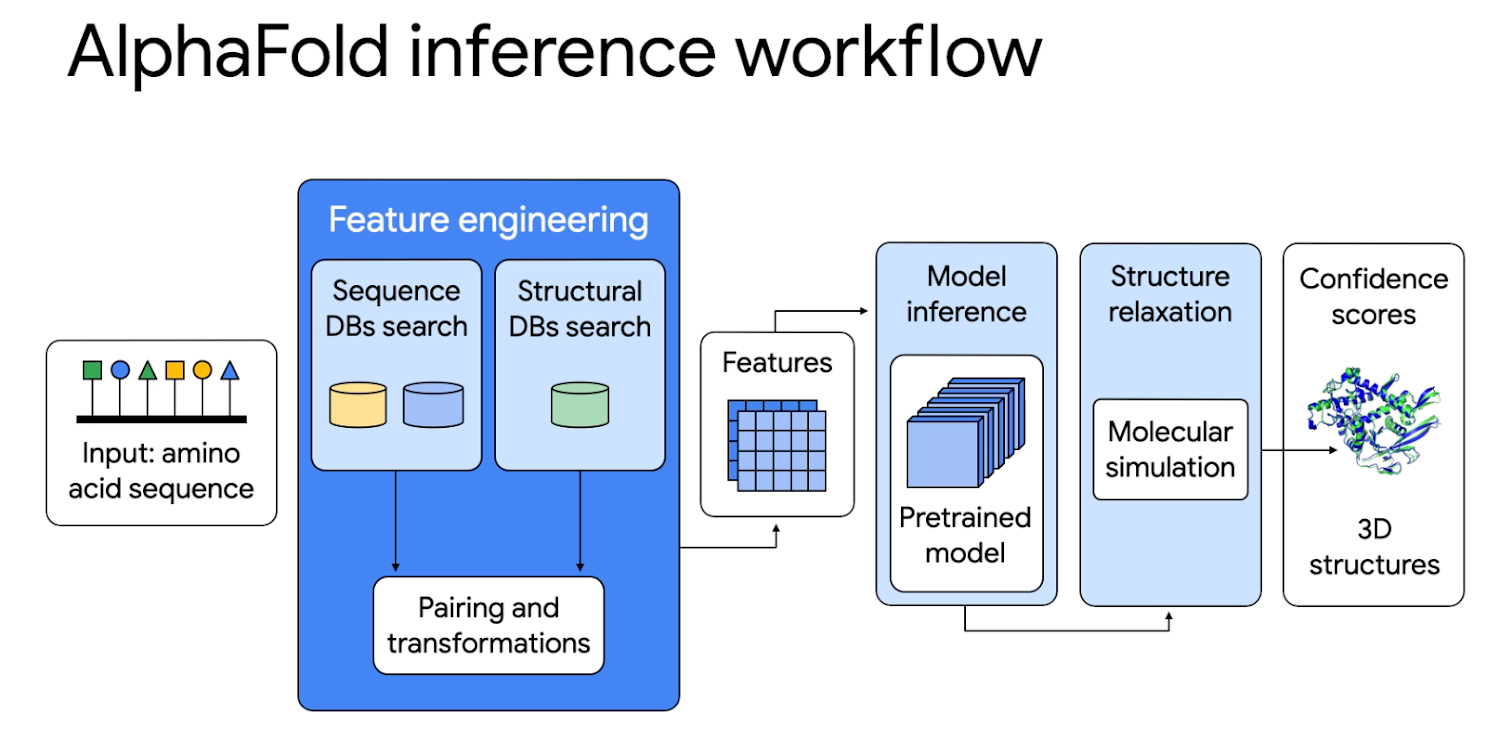 AlphaFold inference workflow
Input: amino
acid sequence
Feature engineering
Sequence
DBs search
Structural
DBs search
Pairing and
transformations
Features
Model
inference
Pretrained
model
Structure
relaxation
Molecular
simulation
Confidence
scores
3D
structures